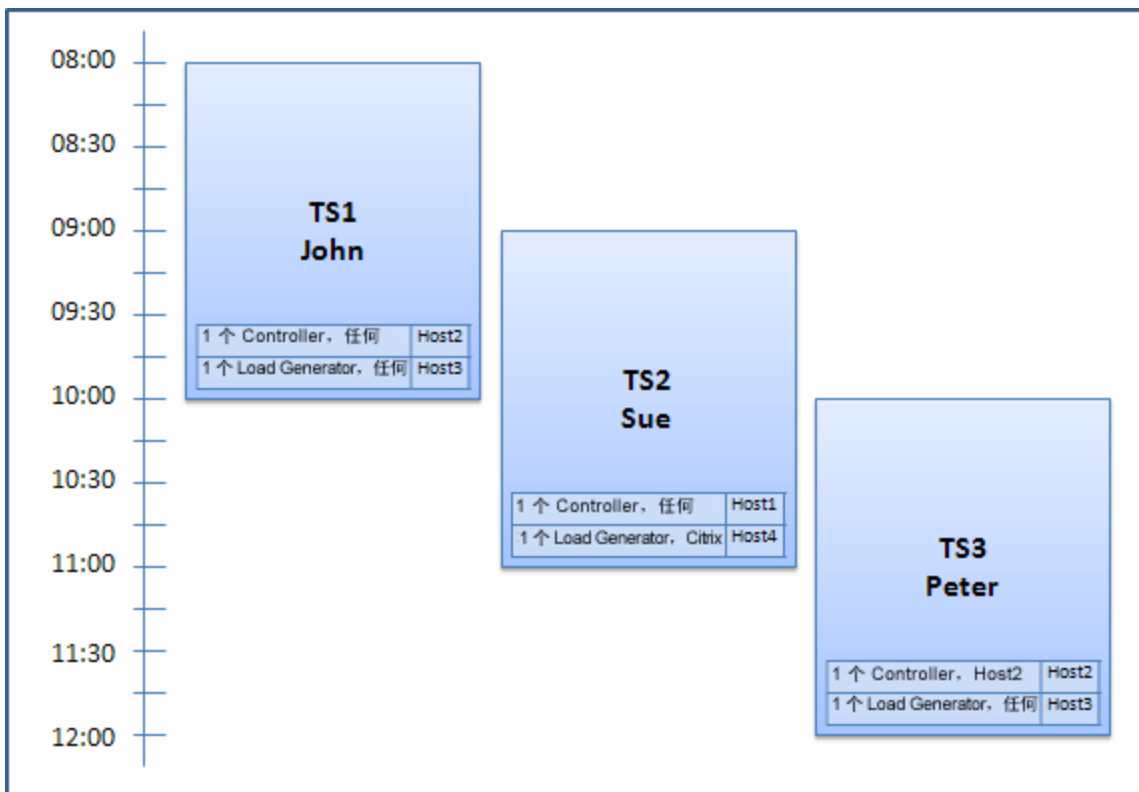 08:00
08:30
09:00
09:30
10:00
10:30
11:00
11:30
12:00
TS1
John
1 个 Controller，任何 Host2
1 个 Load Generator，任何 Host3
TS2
Sue
1 个 Controller，任何 Host1
1 个 Load Generator，Citrix Host4
TS3
Peter
1 个 Controller，Host2 Host2
1 个 Load Generator，任何 Host3